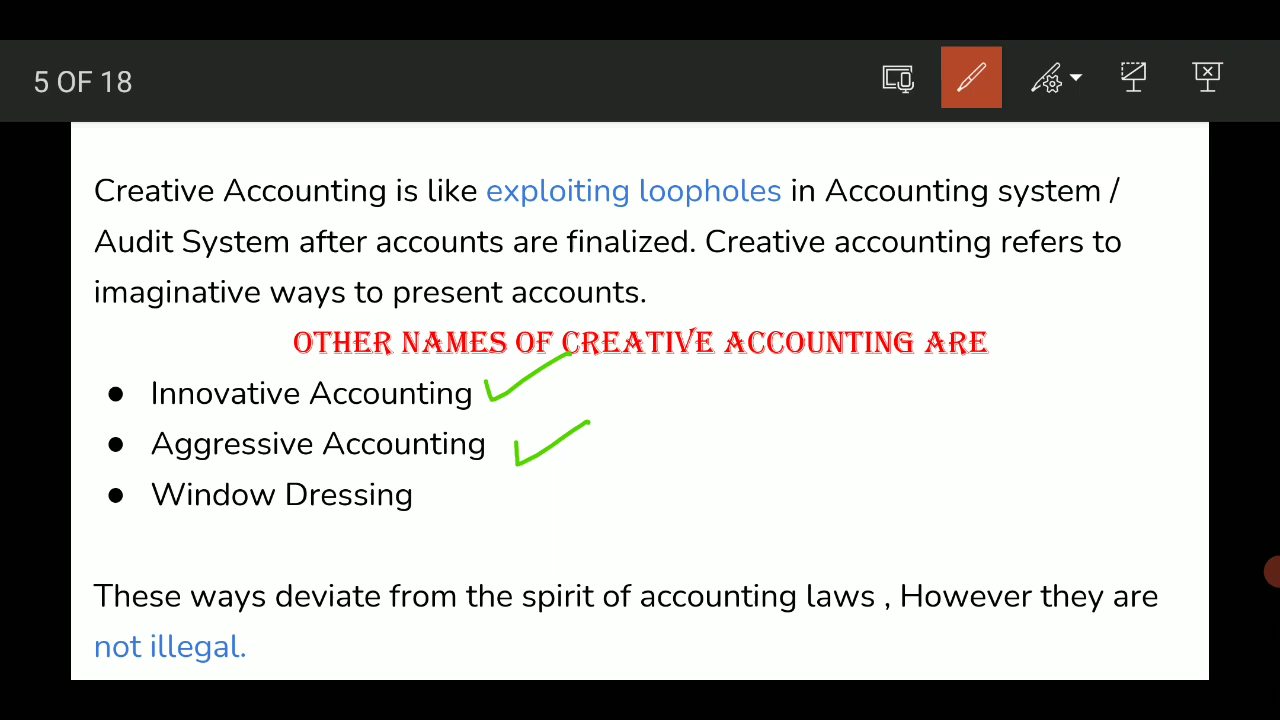 5 OF 18
Creative Accounting is like exploiting loopholes in Accounting system /
Audit System after accounts are finalized. Creative accounting refers to
imaginative ways to present accounts.
OTHER NAMES OF CREATIVE ACCOUNTING ARE
● Innovative Accounting
● Aggressive Accounting
● Window Dressing
These ways deviate from the spirit of accounting laws , However they are
not illegal.